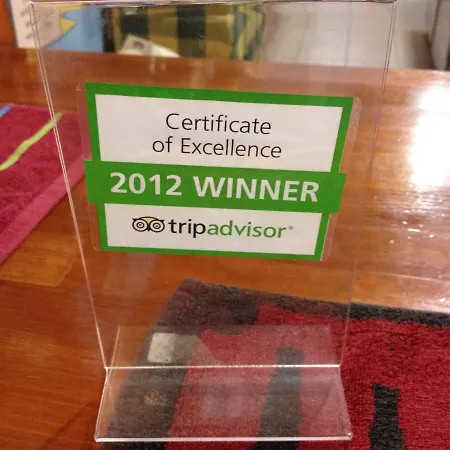 Certificate
of Excellence
2012 WINNER
tripadvisor®